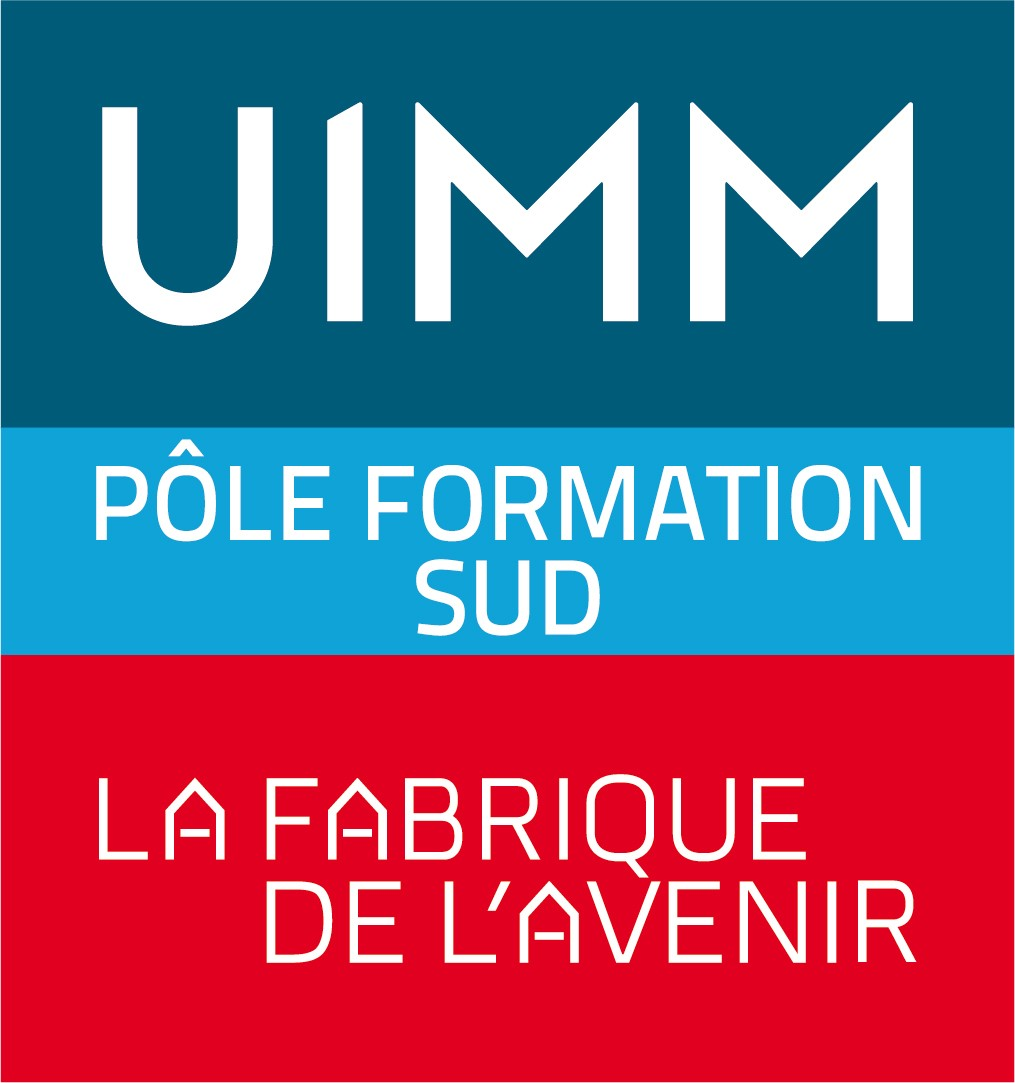 UIMM
PÔLE FORMATION
SUD
LA FABRIQUE
DE L'AVENIR